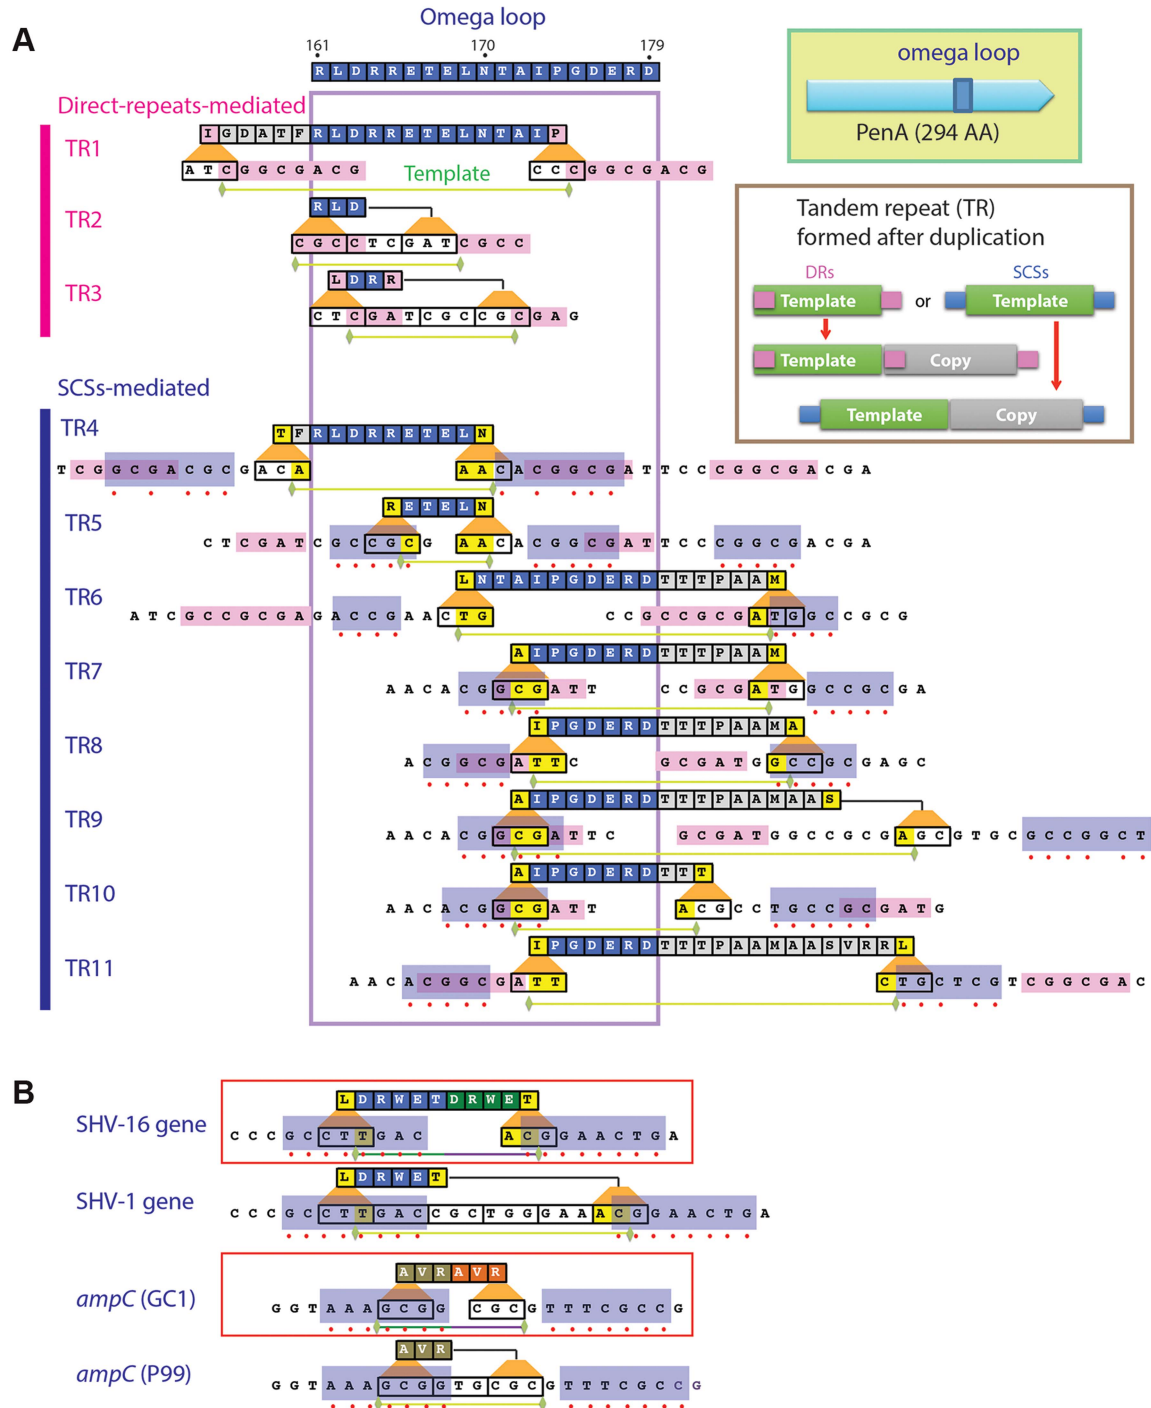 A
Omega loop
161 170 179
R L D R R E T E L N T A I P G D E R D
omega loop
PenA (294 AA)
Direct-repeats-mediated
TR1
I G D A T F R L D R R E T E L N T A I P
A T C G G C G A C G
Template
C C C G G C G A C G
TR2
R L D
C G C C T C G A T C G C C
TR3
L D R R
C T C G A T C G C C G C G A G
Tandem repeat (TR)
formed after duplication
DRs
SCSs
Template
or
Template
Template Copy
Template Copy
SCSs-mediated
TR4
T F R L D R R E T E L N
T C G G C G A C G C G A C A
A A C A C G G C G A T T C C C G G C G A C G A
TR5
R E T E L N
C T C G A T C G C C G C G
A A C A C G G C G A T T C C C G G C G A C G A
TR6
L N T A I P G D E R D T T T P A A M
A T C G C C G C G A G A C C G A A C T G
C C G C C G C G A T G G C C G C G
TR7
A I P G D E R D T T T P A A M
A A C A C G G C G A T T
C C G C G A T G G C C G C G A
TR8
I P G D E R D T T T P A A M A
A C G G C G A T T C
G C G A T G G C C G C G A G C
TR9
A I P G D E R D T T T P A A M A A S
A A C A C G G C G A T T C
G C G A T G G C C G C G A G C G T G C G C C G G C T
TR10
A I P G D E R D T T T
A A C A C G G C G A T T
A C G C C T G C C G C G A T G
TR11
I P G D E R D T T T P A A M A A S V R R L
A A C A C G G C G A T T
C T G C T C G T C G G C G A C
B
SHV-16 gene
L D R W E T D R W E T
C C C G C C T T G A C
A C G G A A C T G A
SHV-1 gene
L D R W E T
C C C G C C T T G A C C G C T G G G A A A C G G A A C T G A
ampC (GC1)
A V R A V R
G G T A A A G C G G
C G C G T T T C G C C G
ampC (P99)
A V R
G G T A A A G C G G T G C G C G T T T C G C C G